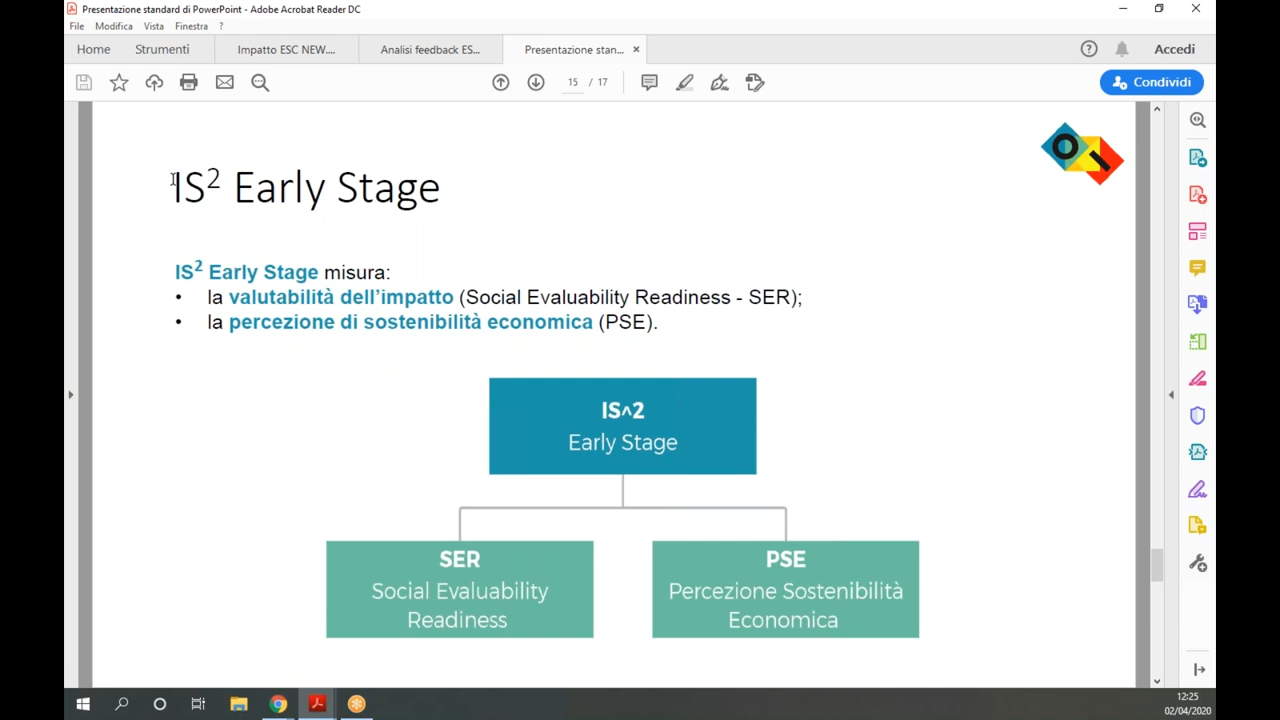 Presentazione standard di PowerPoint - Adobe Acrobat Reader DC
File Modifica Vista Finestra ?
Home Strumenti Impatto ESC NEW.... Analisi feedback ES... Presentazione stan... × Accedi
15 / 17 Condividi
IS² Early Stage
IS² Early Stage misura:
• la valutabilità dell’impatto (Social Evaluability Readiness - SER);
• la percezione di sostenibilità economica (PSE).
IS^2
Early Stage
SER
Social Evaluability
Readiness
PSE
Percezione Sostenibilità
Economica
12:25
02/04/2020